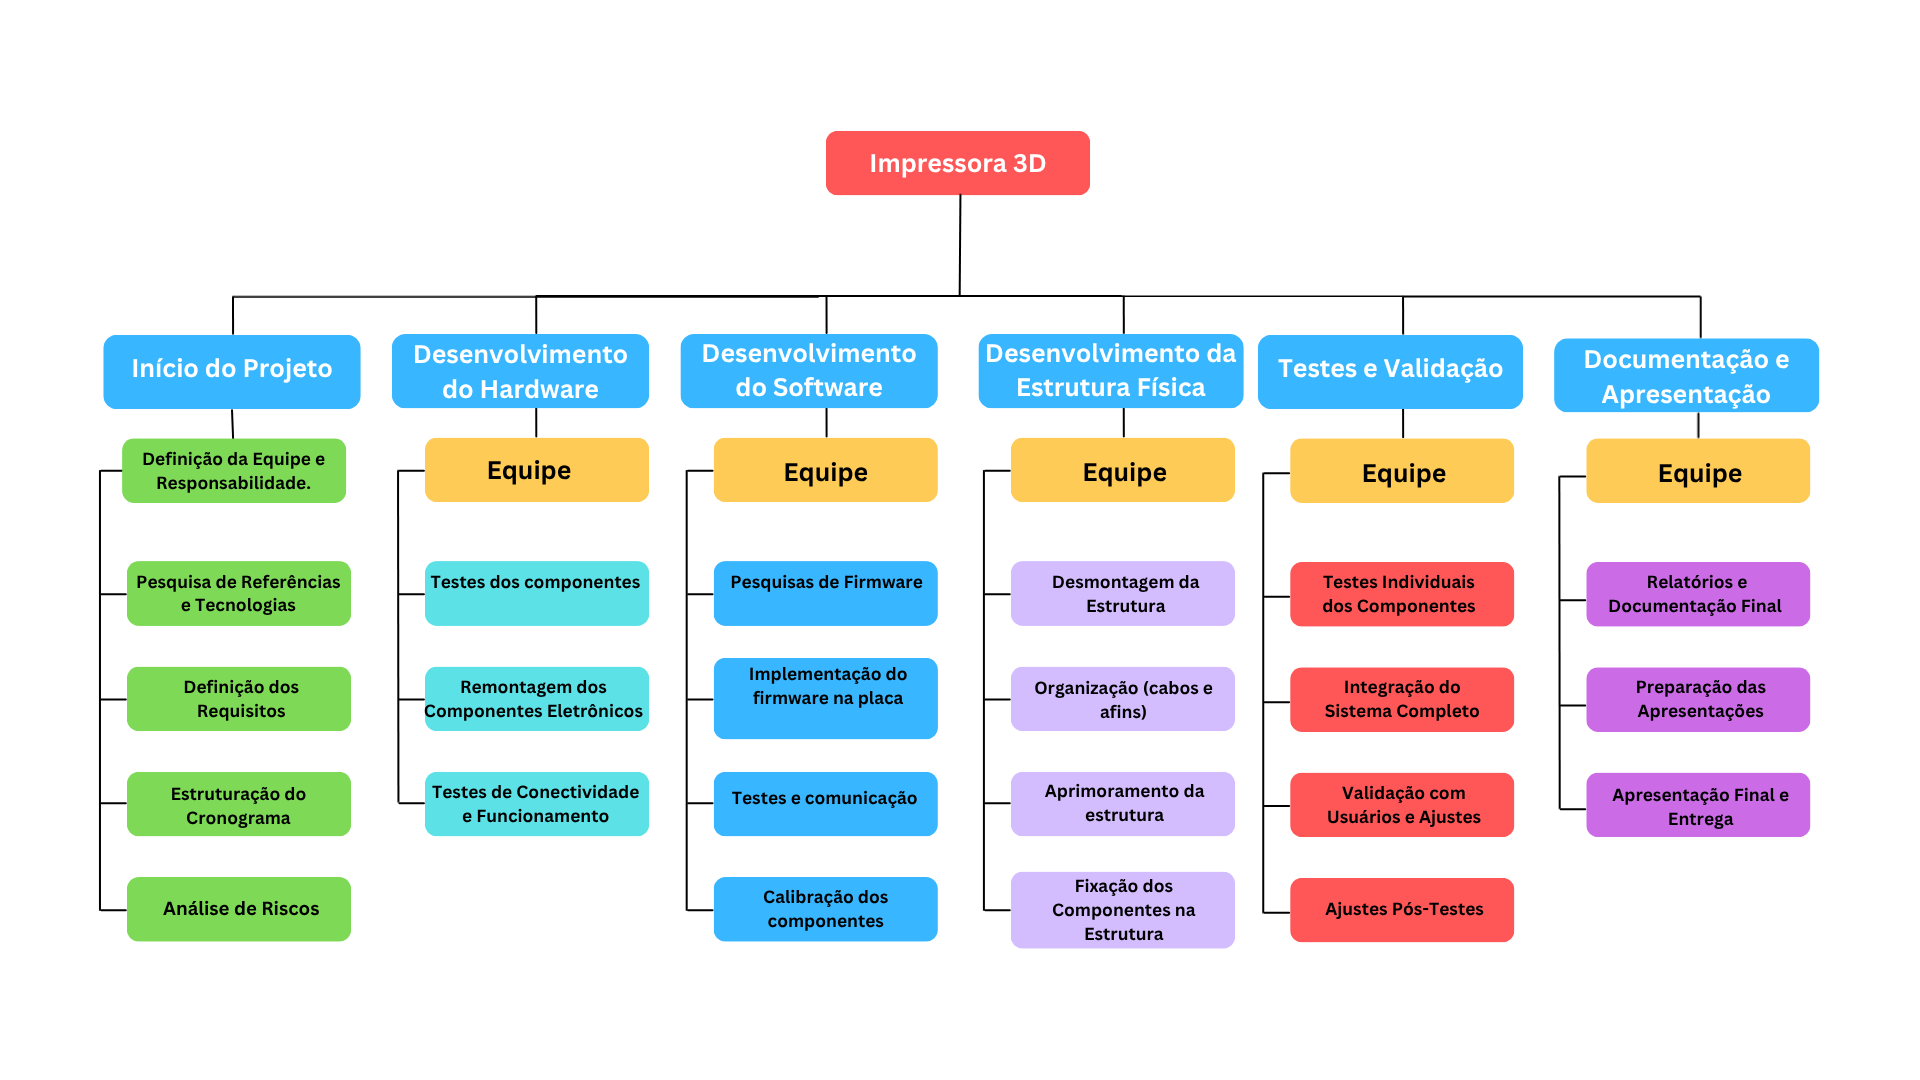 Impressora 3D
Início do Projeto
Definição da Equipe e
Responsabilidade.
Pesquisa de Referências
e Tecnologias
Definição dos
Requisitos
Estruturação do
Cronograma
Análise de Riscos
Desenvolvimento
do Hardware
Equipe
Testes dos componentes
Remontagem dos
Componentes Eletrônicos
Testes de Conectividade
e Funcionamento
Desenvolvimento
do Software
Equipe
Pesquisas de Firmware
Implementação do
firmware na placa
Testes e comunicação
Calibração dos
componentes
Desenvolvimento da
Estrutura Física
Equipe
Desmontagem da
Estrutura
Organização (cabos e
afins)
Aprimoramento da
estrutura
Fixação dos
Componentes na
Estrutura
Testes e Validação
Equipe
Testes Individuais
dos Componentes
Integração do
Sistema Completo
Validação com
Usuários e Ajustes
Ajustes Pós-Testes
Documentação e
Apresentação
Equipe
Relatórios e
Documentação Final
Preparação das
Apresentações
Apresentação Final e
Entrega